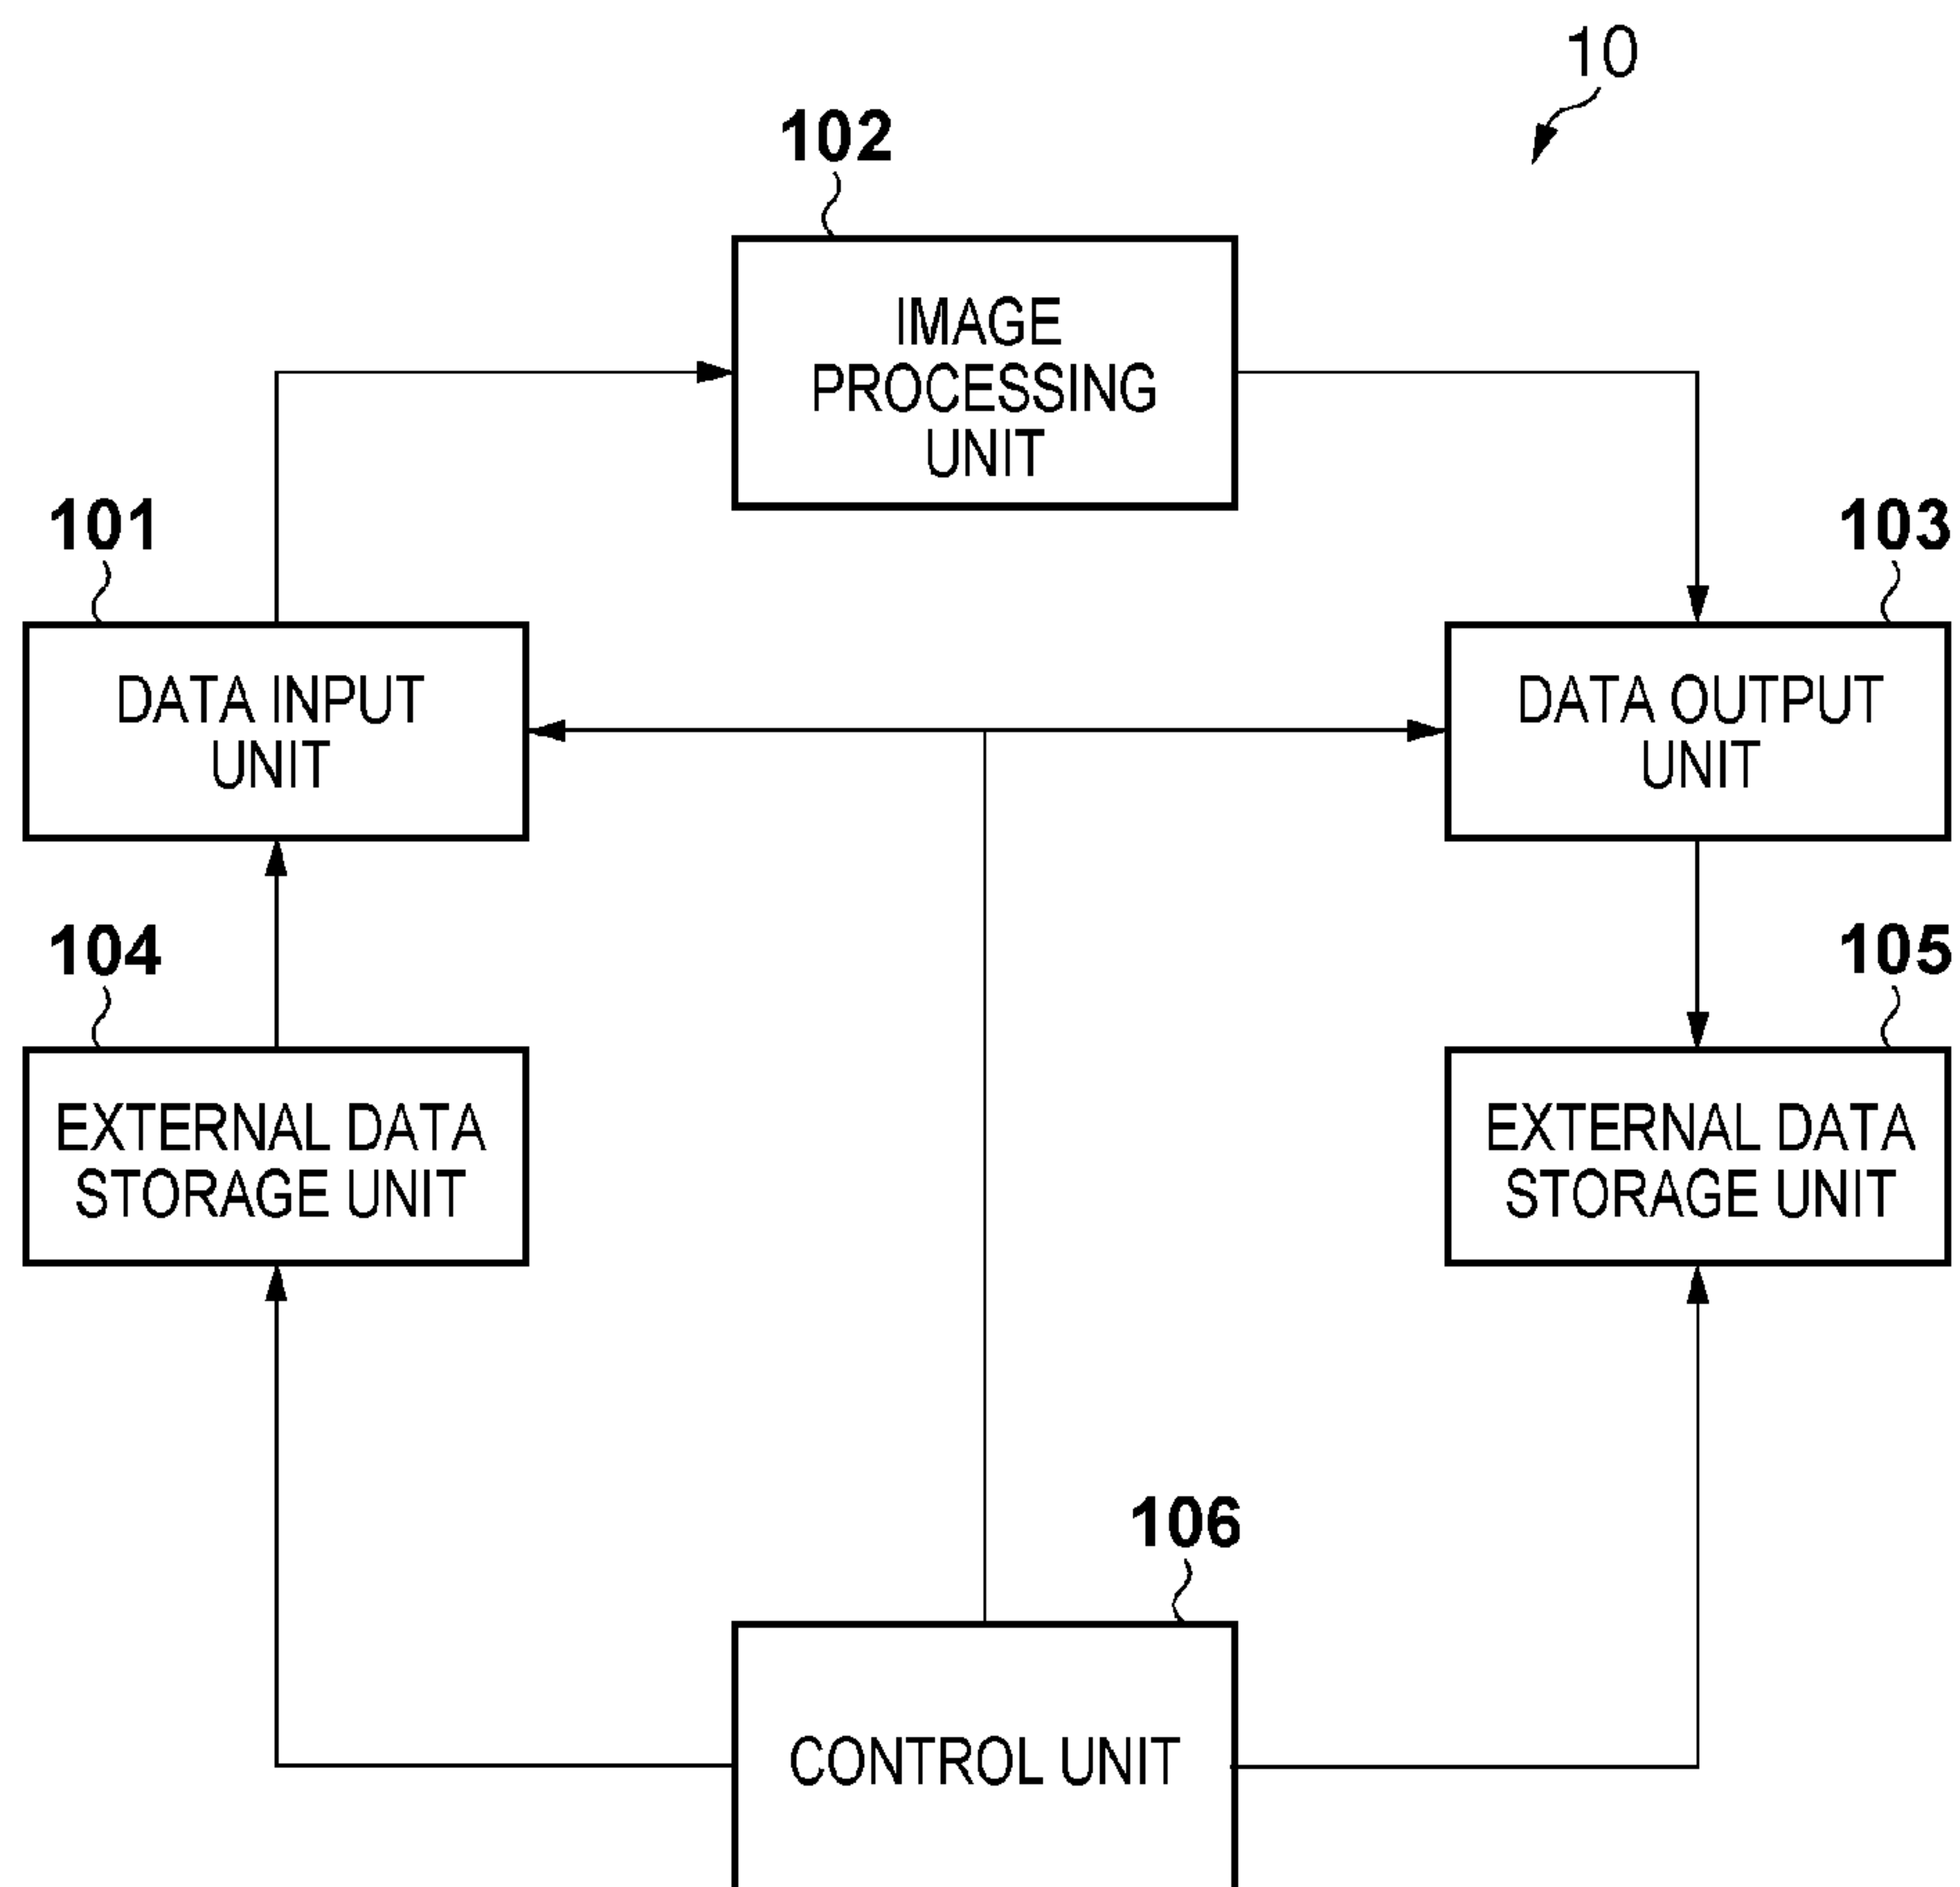 10
102
IMAGE
PROCESSING
UNIT
101
103
DATA INPUT
UNIT
DATA OUTPUT
UNIT
104
105
EXTERNAL DATA
STORAGE UNIT
EXTERNAL DATA
STORAGE UNIT
106
CONTROL UNIT